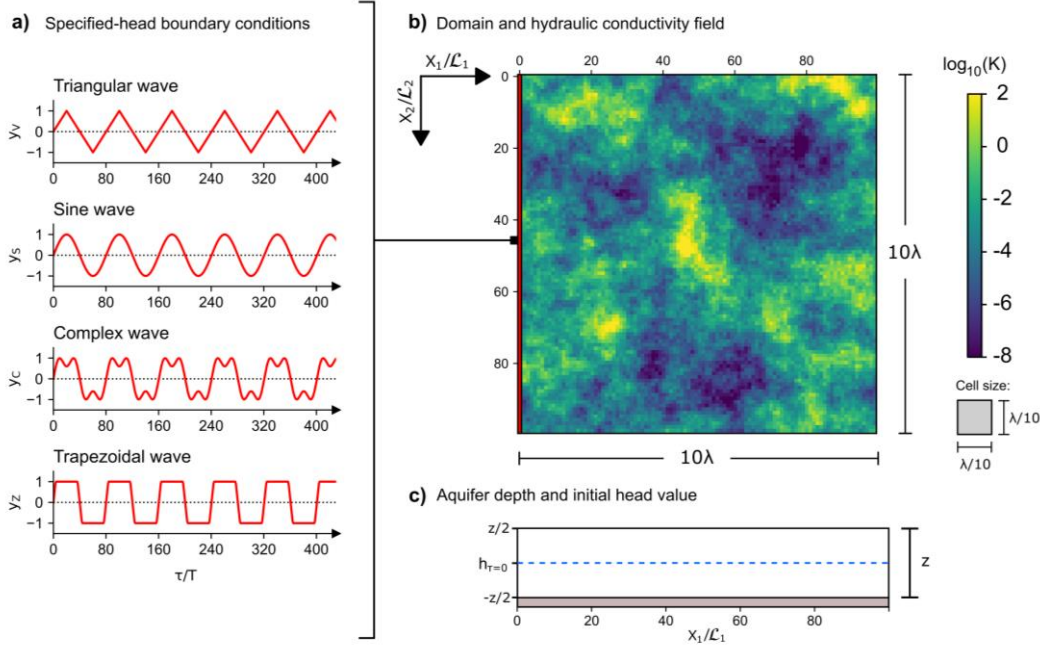 a) Specified-head boundary conditions
Triangular wave
yᵥ
1
0
−1
0 80 160 240 320 400
Sine wave
yₛ
1
0
−1
0 80 160 240 320 400
Complex wave
y_C
1
0
−1
0 80 160 240 320 400
Trapezoidal wave
y_z
1
0
−1
0 80 160 240 320 400
τ/T
b) Domain and hydraulic conductivity field
X₁/ℒ₁
X₂/ℒ₂
0 20 40 60 80
0
20
40
60
80
10λ
10λ
log₁₀(K)
2
0
-2
-4
-6
-8
Cell size:
λ/10
λ/10
c) Aquifer depth and initial head value
z/2
h_τ=0
-z/2
z
0 20 40 60 80
X₁/ℒ₁